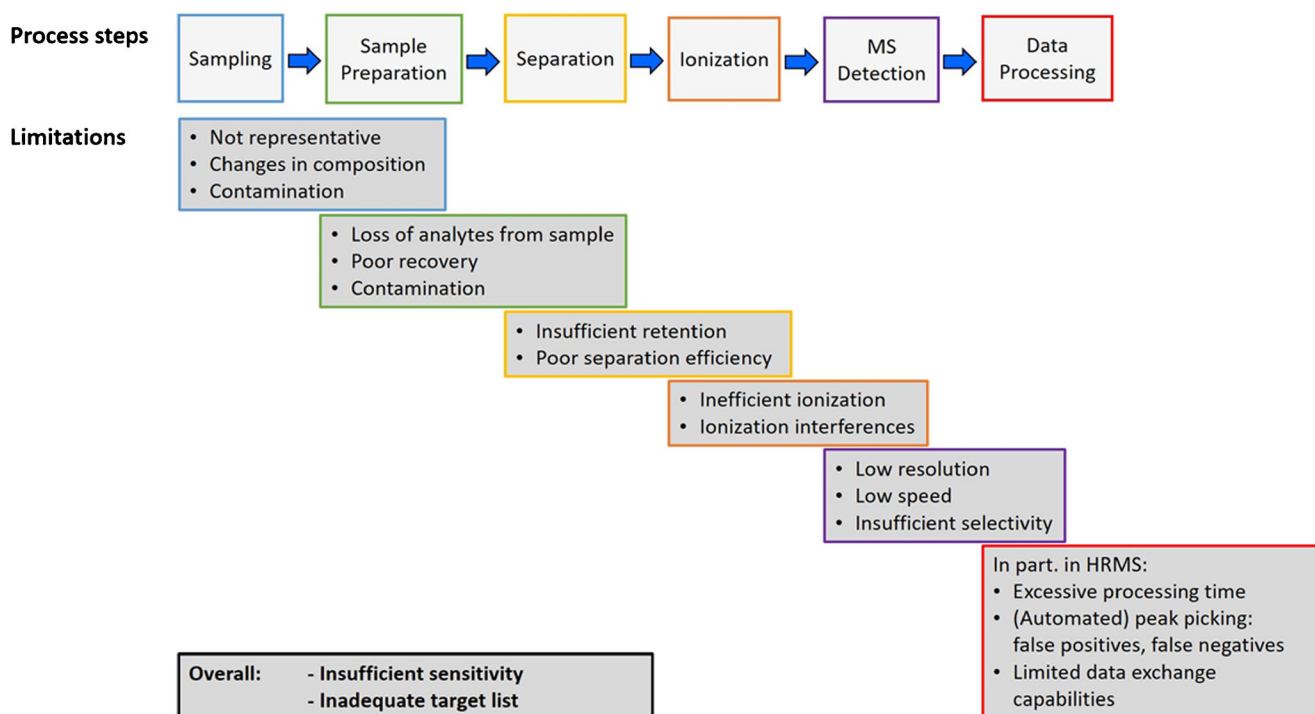 Process steps
Sampling
Sample
Preparation
Separation
Ionization
MS
Detection
Data
Processing
Limitations
• Not representative
• Changes in composition
• Contamination
• Loss of analytes from sample
• Poor recovery
• Contamination
• Insufficient retention
• Poor separation efficiency
• Inefficient ionization
• Ionization interferences
• Low resolution
• Low speed
• Insufficient selectivity
In part. in HRMS:
• Excessive processing time
• (Automated) peak picking:
false positives, false negatives
• Limited data exchange
capabilities
Overall: - Insufficient sensitivity
- Inadequate target list